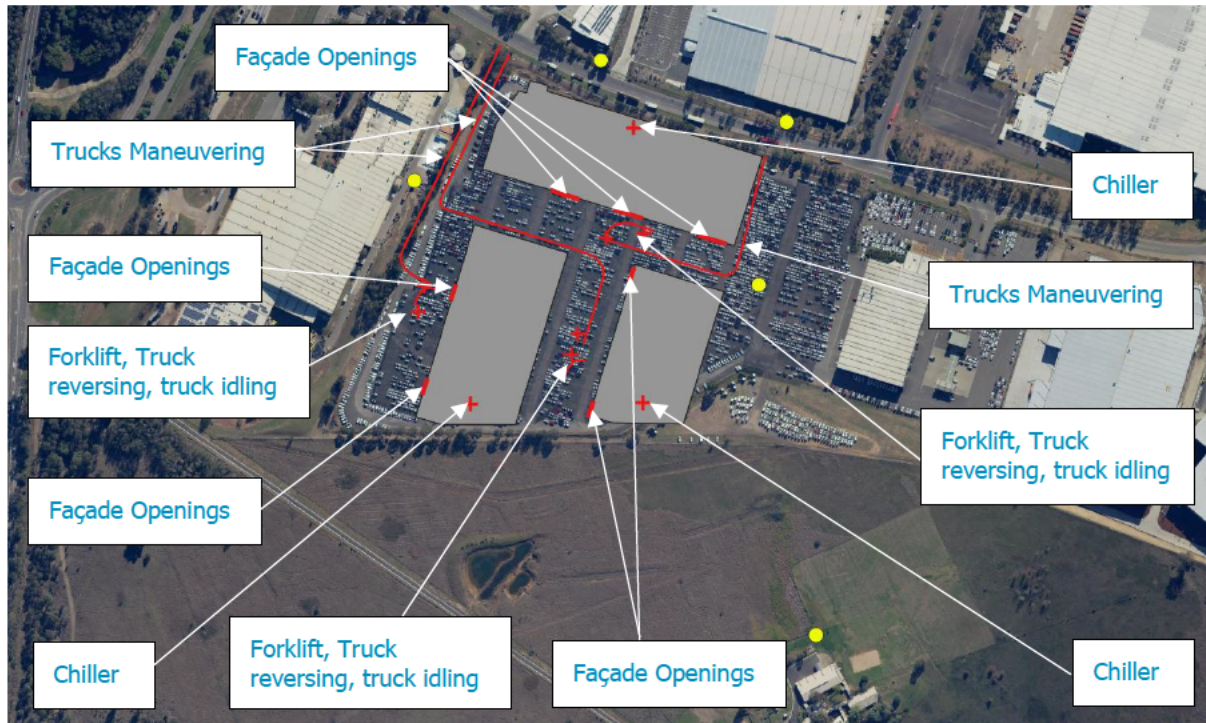 Façade Openings
Trucks Maneuvering
Chiller
Façade Openings
Trucks Maneuvering
Forklift, Truck
reversing, truck idling
Forklift, Truck
reversing, truck idling
Façade Openings
Chiller
Forklift, Truck
reversing, truck idling
Façade Openings
Chiller